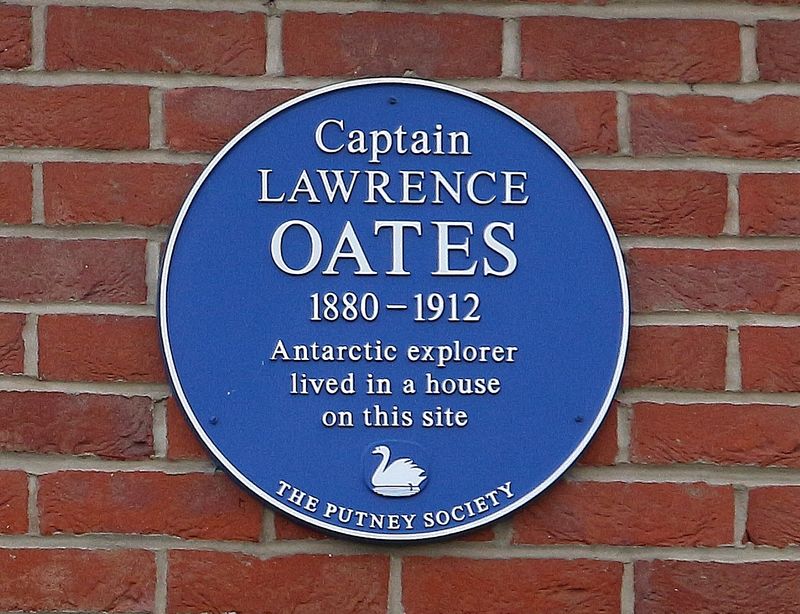 Captain
LAWRENCE
OATES
1880 – 1912
Antarctic explorer
lived in a house
on this site
THE PUTNEY SOCIETY